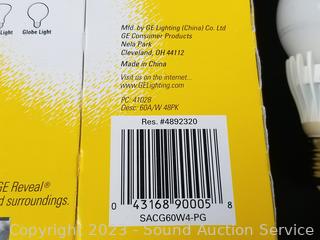 Light
Globe Light
Mfd. by GE Lighting (China) Co. Ltd
GE Consumer Products
Nela Park
Cleveland, OH 44112
Made in China
Visit us on the internet...
www.GELighting.com
PC: 41028
Desc: 60A/W 48PK
Res. #4892320
0 43168 90005 8
SACG60W4-PG
GE Reveal®
d surroundings.
Copyright 2023 - Sound Auction Service